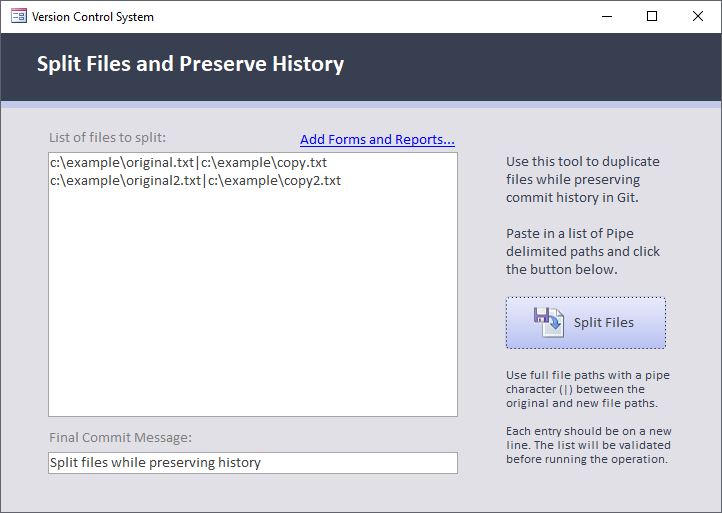 Version Control System
Split Files and Preserve History
List of files to split:
Add Forms and Reports...
c:\example\original.txt|c:\example\copy.txt
c:\example\original2.txt|c:\example\copy2.txt
Use this tool to duplicate
files while preserving
commit history in Git.
Paste in a list of Pipe
delimited paths and click
the button below.
Split Files
Use full file paths with a pipe
character (|) between the
original and new file paths.
Each entry should be on a new
line. The list will be validated
before running the operation.
Final Commit Message:
Split files while preserving history